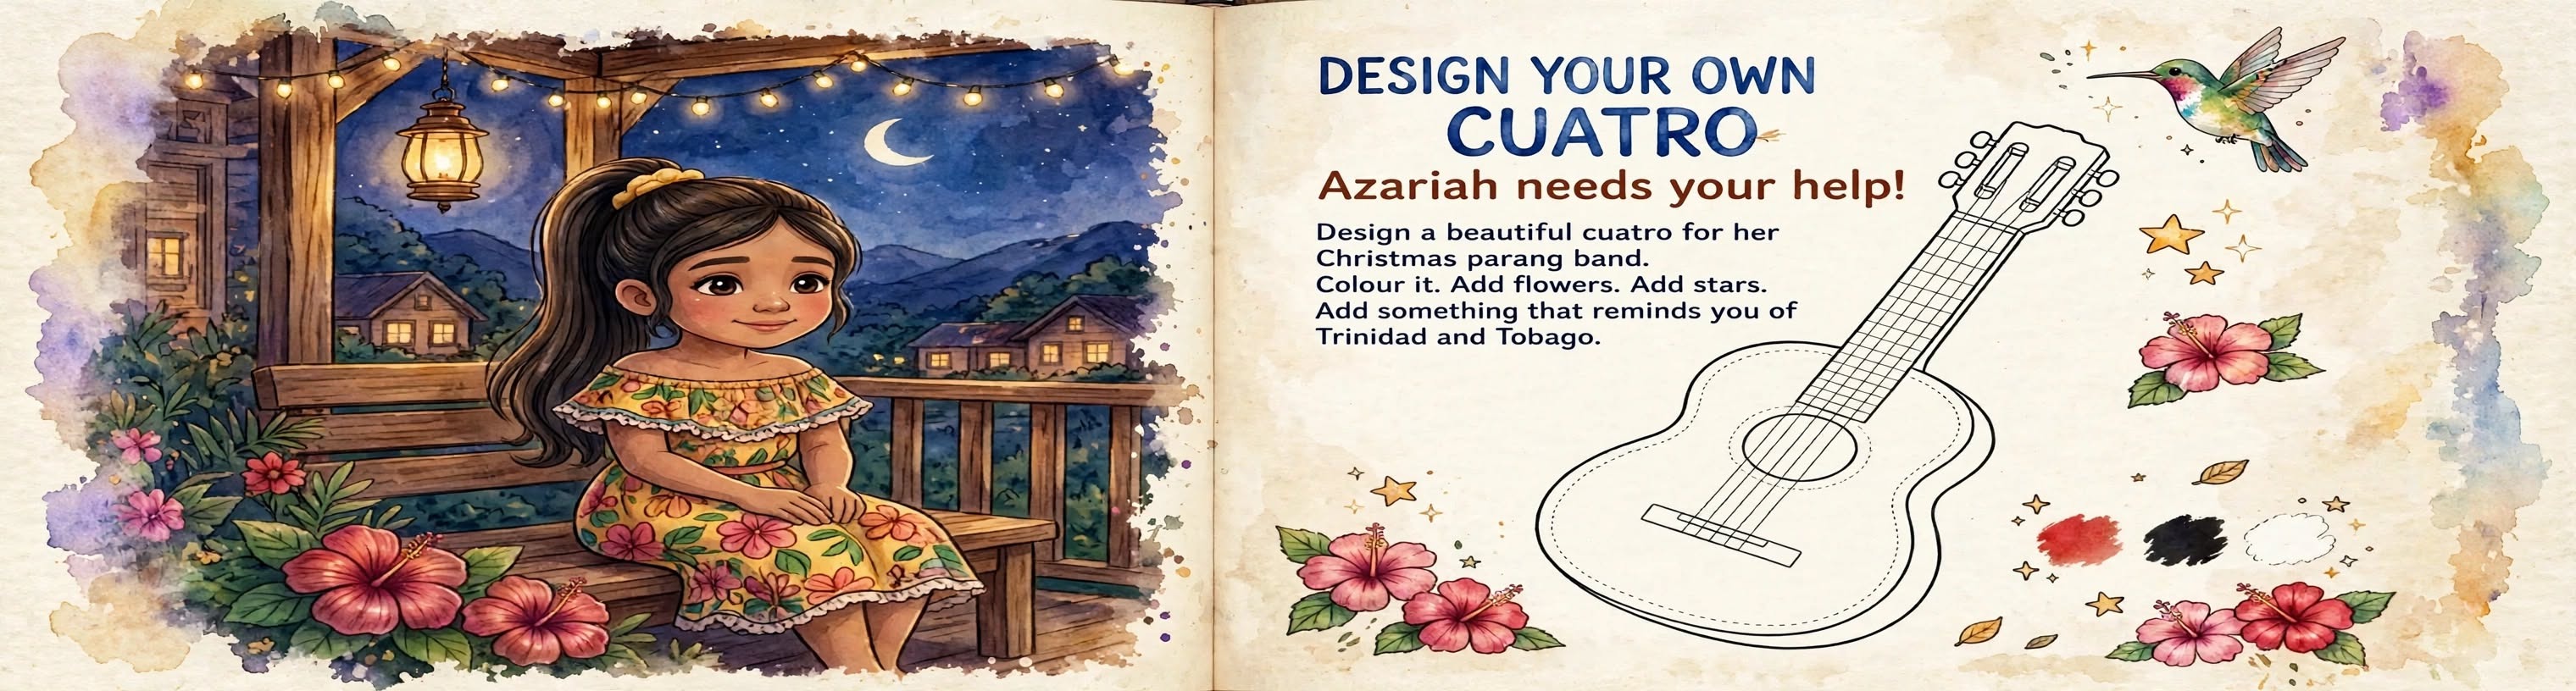 DESIGN YOUR OWN
CUATRO
Azariah needs your help!
Design a beautiful cuatro for her
Christmas parang band.
Colour it. Add flowers. Add stars.
Add something that reminds you of
Trinidad and Tobago.